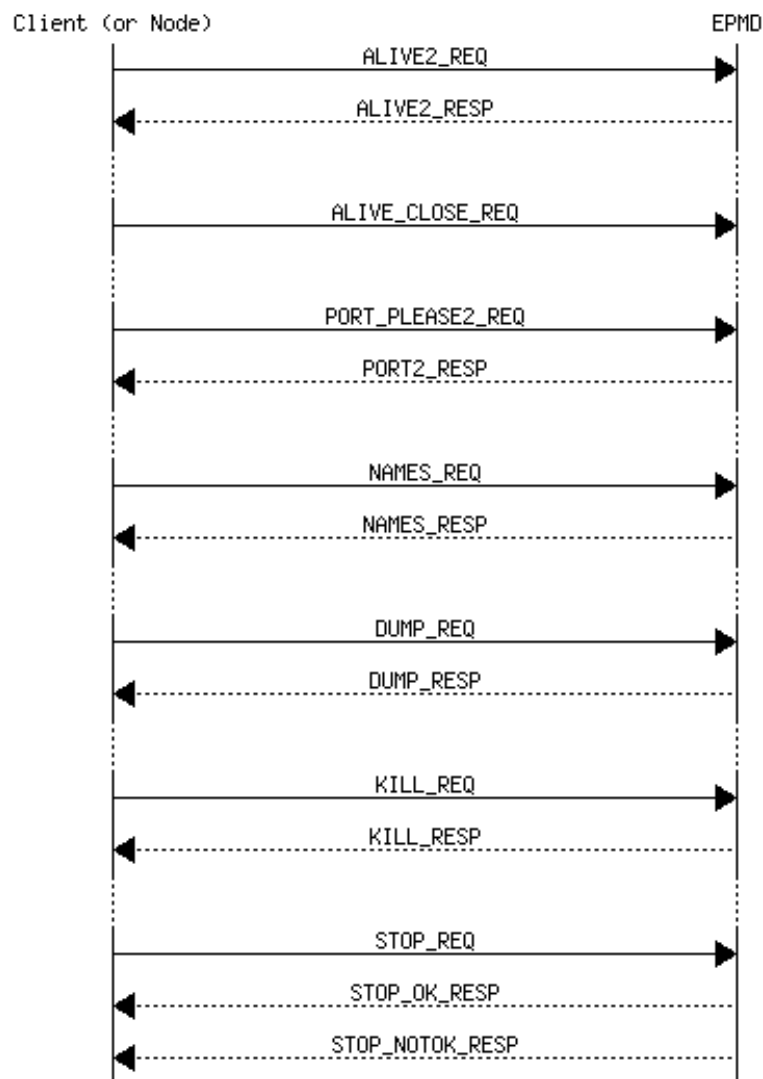 Client (or Node) EPMD
ALIVE2_REQ
ALIVE2_RESP
ALIVE_CLOSE_REQ
PORT_PLEASE2_REQ
PORT2_RESP
NAMES_REQ
NAMES_RESP
DUMP_REQ
DUMP_RESP
KILL_REQ
KILL_RESP
STOP_REQ
STOP_OK_RESP
STOP_NOTOK_RESP